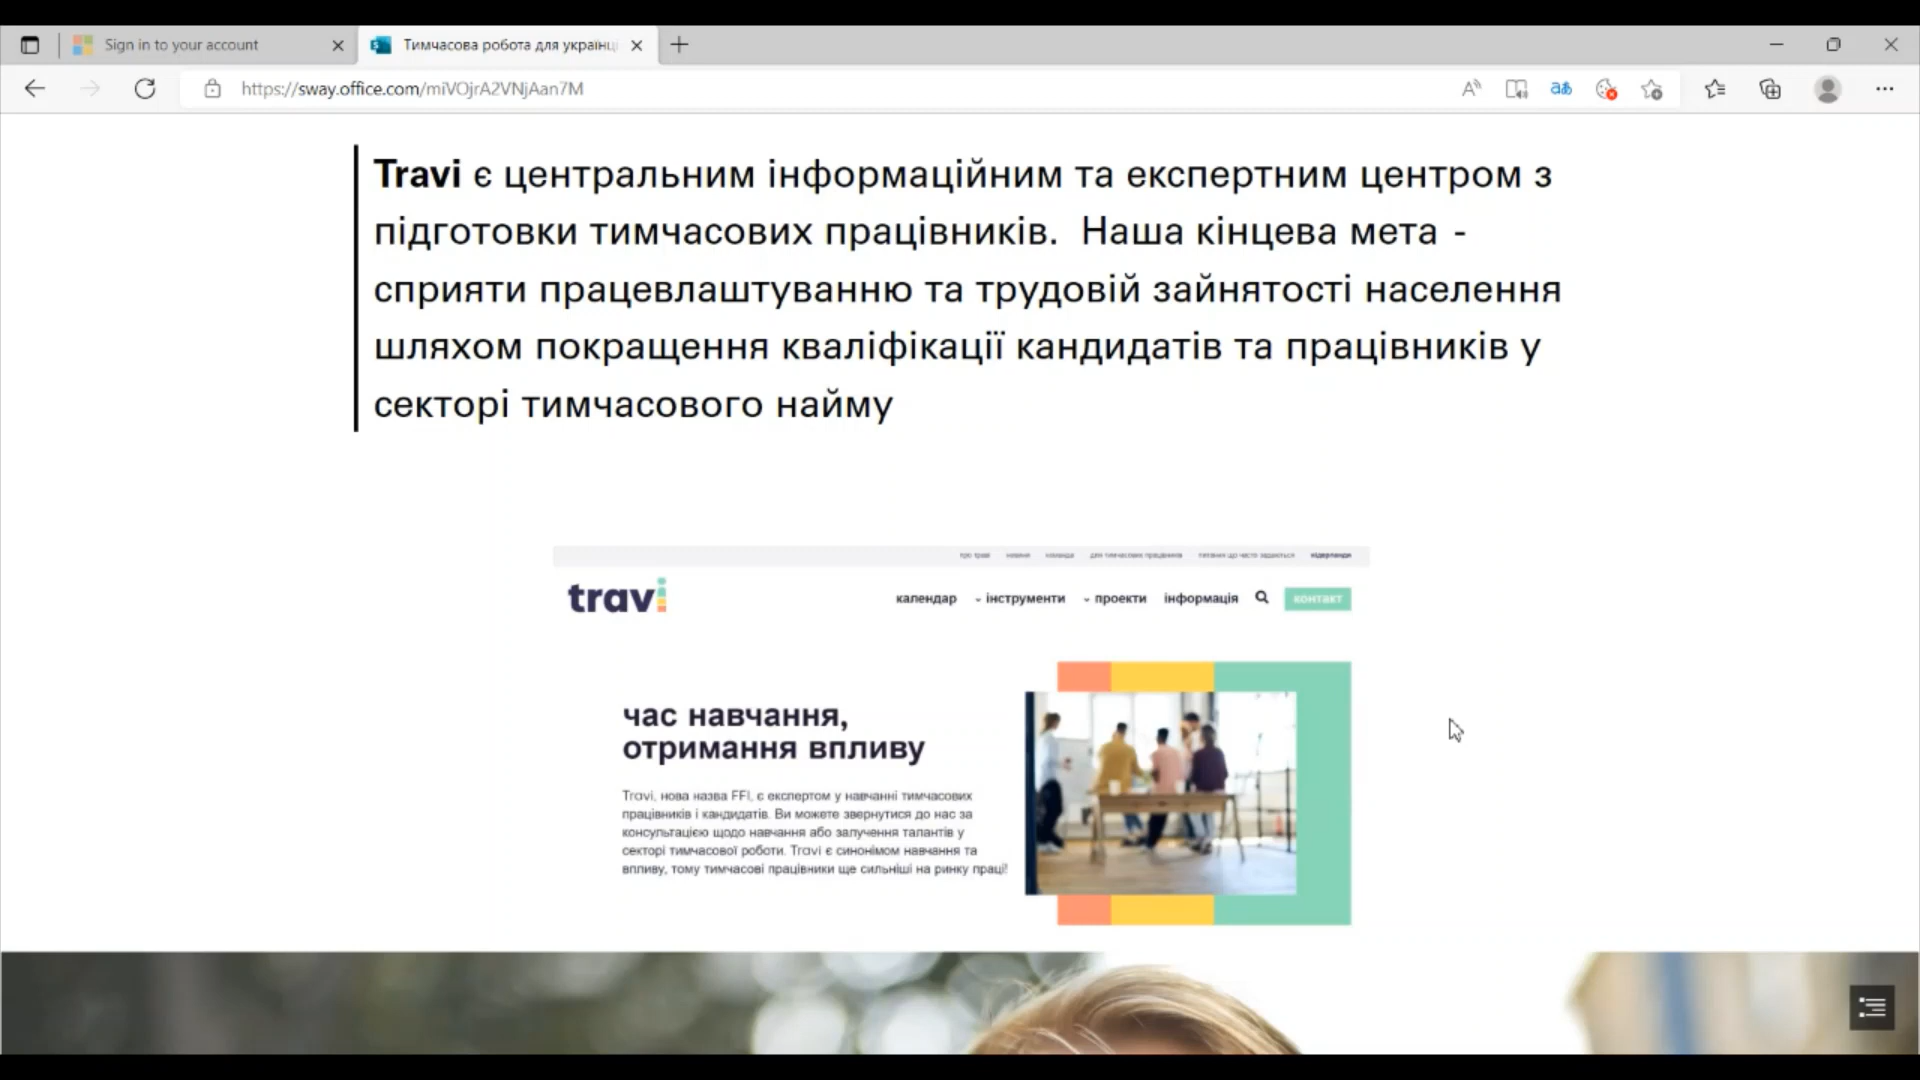 Sign in to your account
Тимчасова робота для українці
https://sway.office.com/miVOjrA2VNjAan7M
Travi є центральним інформаційним та експертним центром з
підготовки тимчасових працівників.  Наша кінцева мета -
сприяти працевлаштуванню та трудовій зайнятості населення
шляхом покращення кваліфікації кандидатів та працівників у
секторі тимчасового найму
про траві новини команда для тимчасових працівників питання що часто задаються нідерланди
travi
календар інструменти проекти інформація контакт
час навчання,
отримання впливу
Travi, нова назва FFI, є експертом у навчанні тимчасових
працівників і кандидатів. Ви можете звернутися до нас за
консультацією щодо навчання або залучення талантів у
секторі тимчасової роботи. Travi є синонімом навчання та
впливу, тому тимчасові працівники ще сильніші на ринку праці!